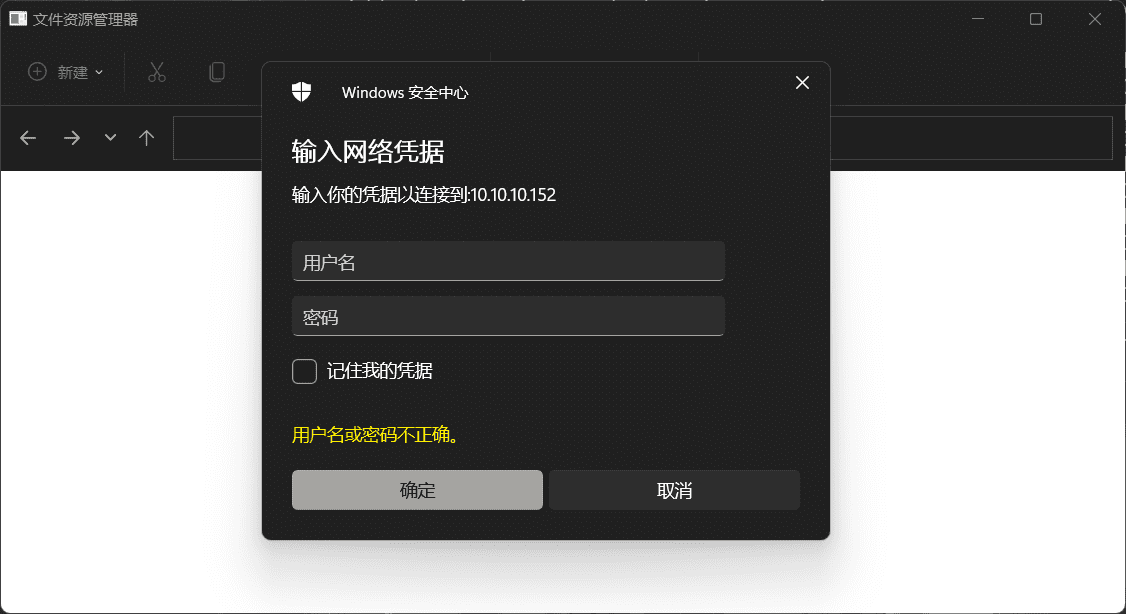 文件资源管理器
新建
Windows 安全中心
输入网络凭据
输入你的凭据以连接到:10.10.10.152
用户名
密码
记住我的凭据
用户名或密码不正确。
确定
取消